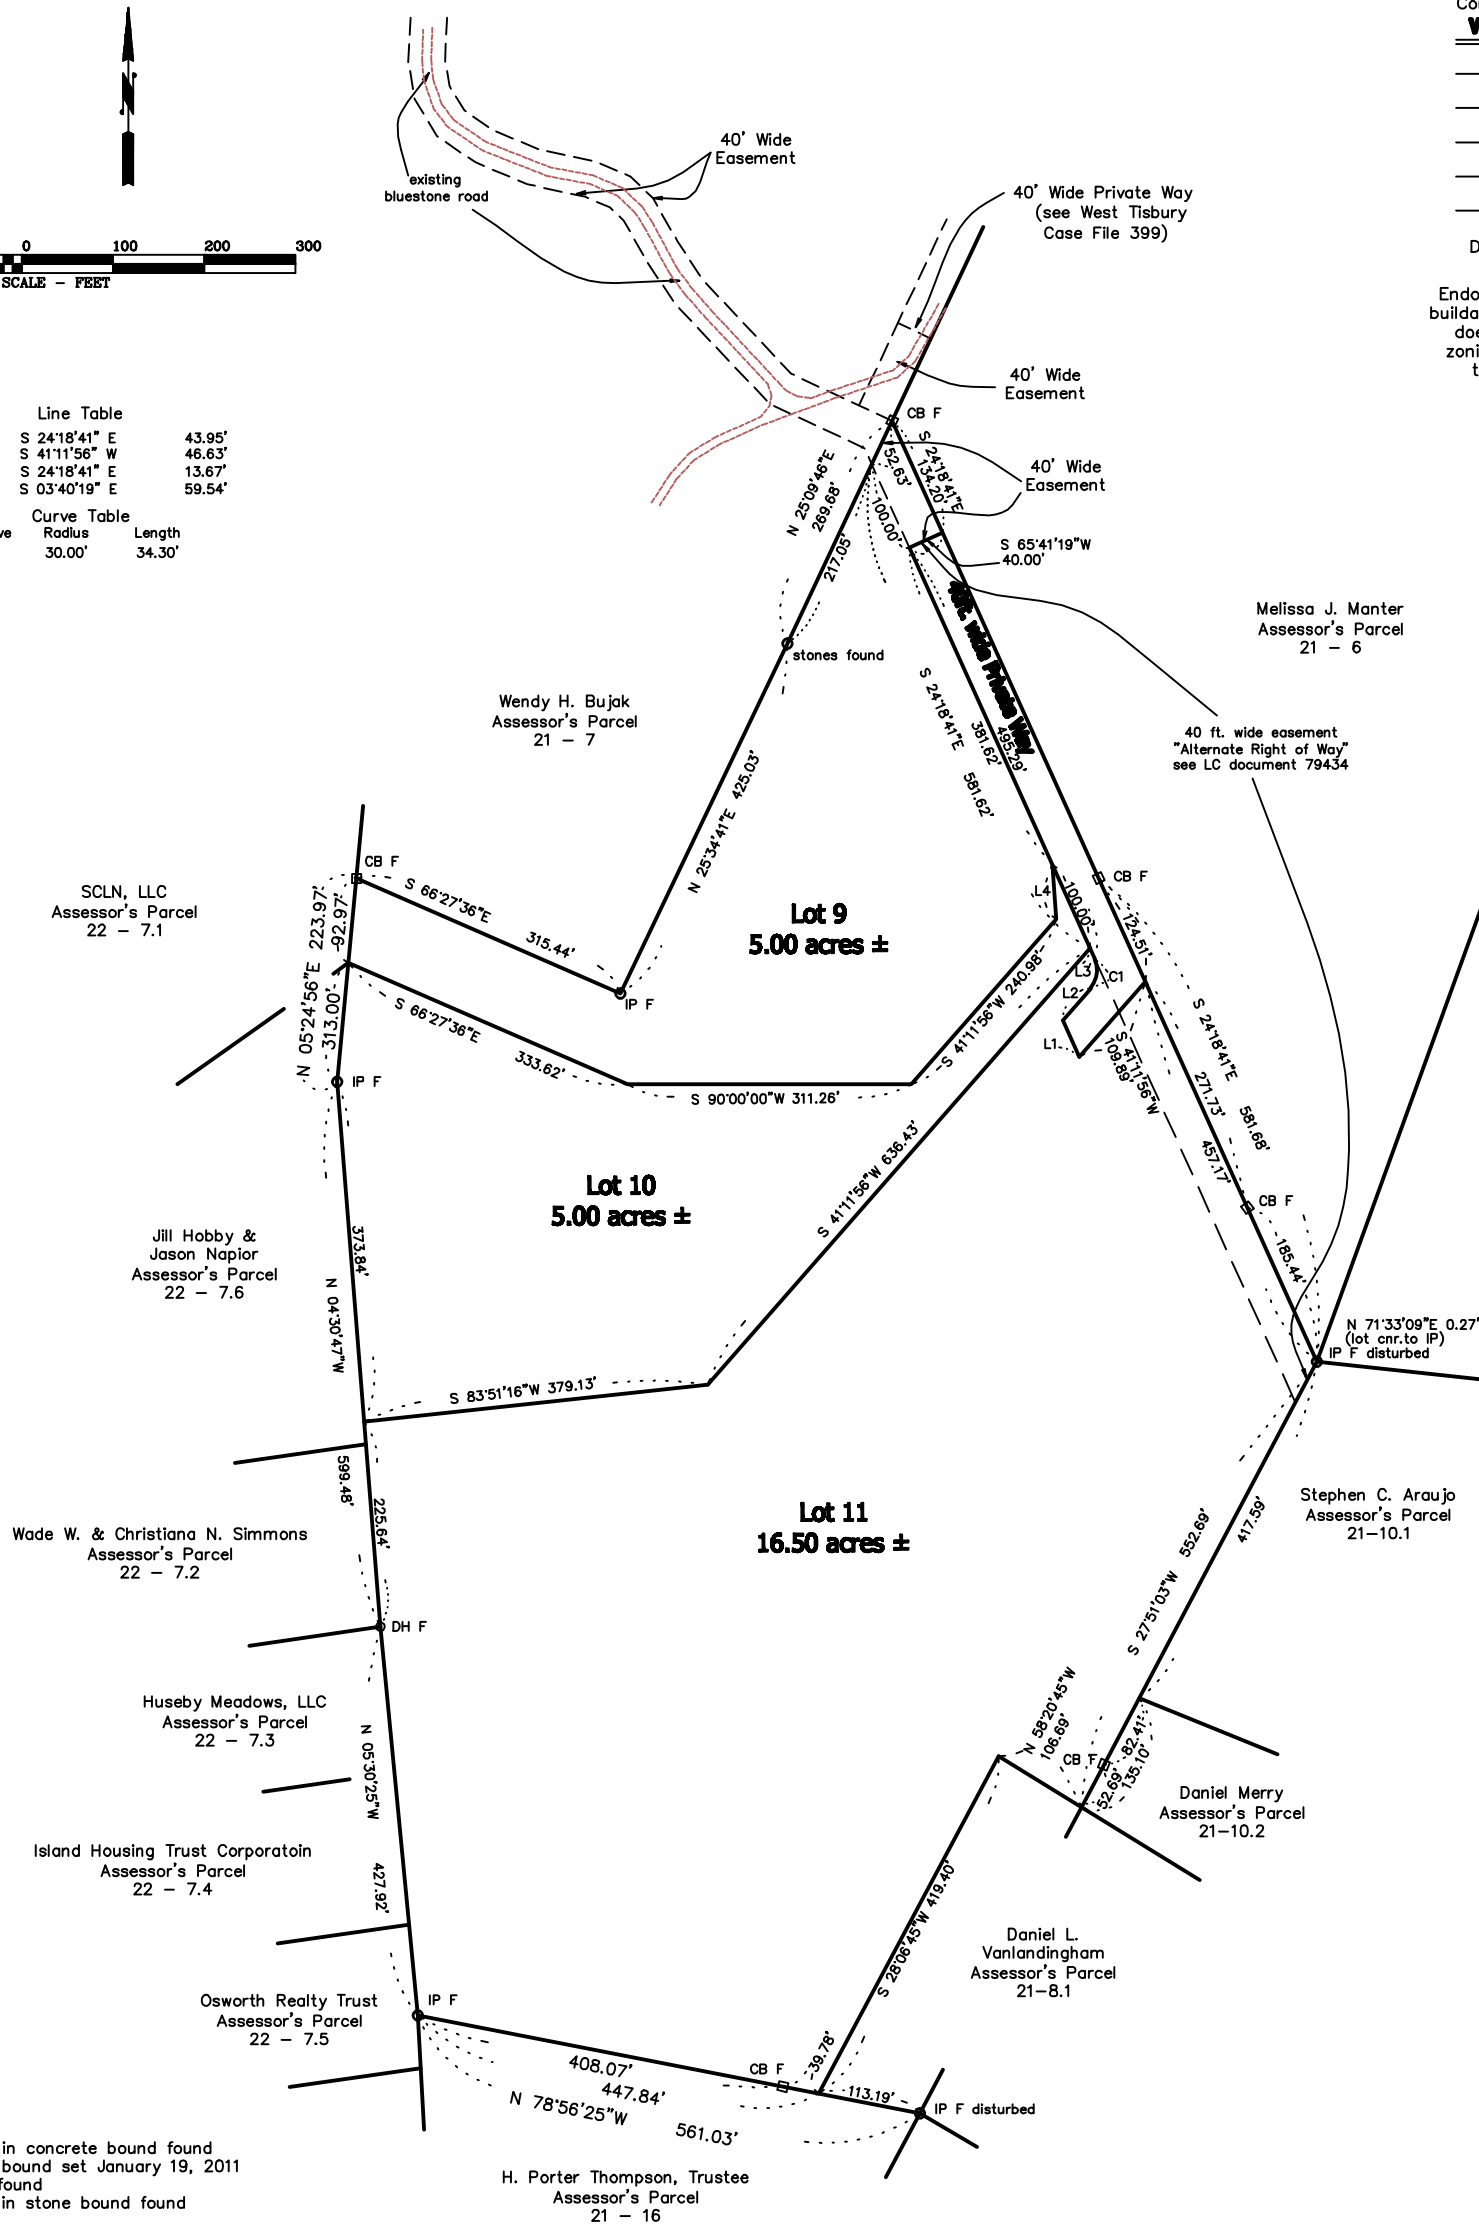 N
0 100 200 300
SCALE – FEET
Line Table
S 24°18'41" E 43.95'
S 41°11'56" W 46.63'
S 24°18'41" E 13.67'
S 03°40'19" E 59.54'
Curve Table
ve Radius Length
30.00' 34.30'
existing
bluestone road
40' Wide
Easement
40' Wide Private Way
(see West Tisbury
Case File 399)
Co
D
Endo
builda
doe
zoni
t
40' Wide
Easement
CB F
40' Wide
Easement
S 24°18'41"E
134.20'
52.63'
N 25°09'46"E
269.68'
217.05'
100.00'
S 65°41'19"W
40.00'
40ft. wide Private Way
stones found
Melissa J. Manter
Assessor's Parcel
21 – 6
Wendy H. Bujak
Assessor's Parcel
21 – 7
S 24°18'41"E 581.62'
381.62'
495.29'
40 ft. wide easement
"Alternate Right of Way"
see LC document 79434
N 25°34'41"E 425.03'
SCLN, LLC
Assessor's Parcel
22 – 7.1
CB F
S 66°27'36"E
315.44'
IP F
N 05°24'56"E 223.97'
313.00'
92.97'
Lot 9
5.00 acres ±
CB F
L4
100.00'
124.51'
L3
C1
L2
L1
S 41°11'56"W
109.89'
S 41°11'56"W 240.98'
S 66°27'36"E
333.62'
S 90°00'00"W 311.26'
S 24°18'41"E 581.68'
271.73'
457.17'
IP F
Lot 10
5.00 acres ±
S 41°11'56"W 636.43'
CB F
185.44'
Jill Hobby &
Jason Napior
Assessor's Parcel
22 – 7.6
373.84'
N 04°30'47"W
599.48'
N 71°33'09"E 0.27'
(lot cnr.to IP)
IP F disturbed
S 83°51'16"W 379.13'
225.64'
Lot 11
16.50 acres ±
Stephen C. Araujo
Assessor's Parcel
21–10.1
Wade W. & Christiana N. Simmons
Assessor's Parcel
22 – 7.2
S 27°51'03"W 552.69'
417.59'
DH F
Huseby Meadows, LLC
Assessor's Parcel
22 – 7.3
N 05°30'25"W
427.92'
N 58°20'45"W
106.69'
CB F
82.41'
52.69'
135.10'
Daniel Merry
Assessor's Parcel
21–10.2
Island Housing Trust Corporatoin
Assessor's Parcel
22 – 7.4
S 28°06'45"W 419.40'
Daniel L.
Vanlandingham
Assessor's Parcel
21–8.1
Osworth Realty Trust
Assessor's Parcel
22 – 7.5
IP F
408.07'
447.84'
N 78°56'25"W
561.03'
CB F
39.78'
113.19'
IP F disturbed
in concrete bound found
bound set January 19, 2011
found
in stone bound found
H. Porter Thompson, Trustee
Assessor's Parcel
21 – 16